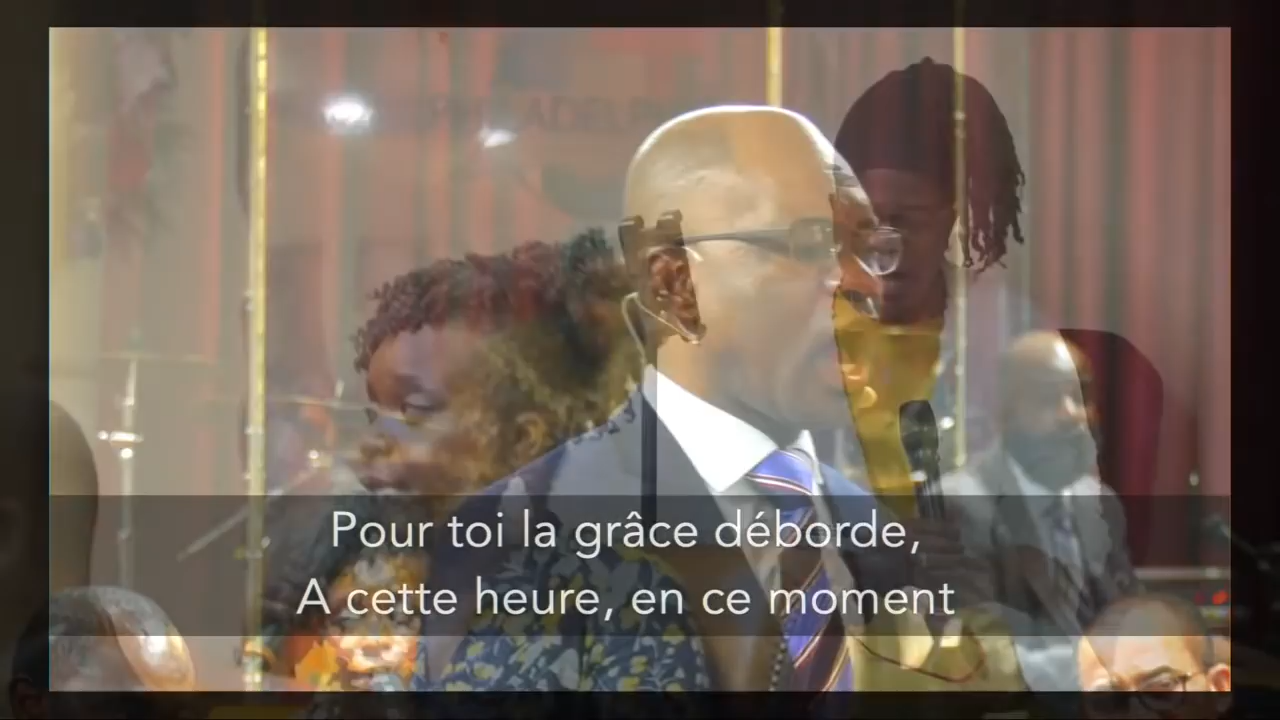 Pour toi la grâce déborde,
A cette heure, en ce moment